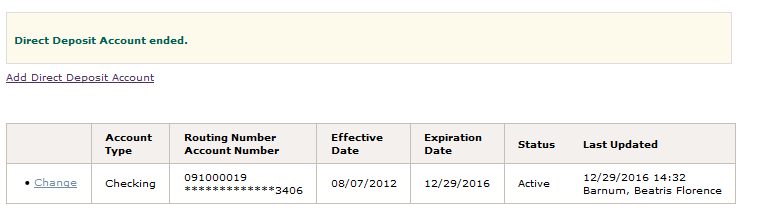 Direct Deposit Account ended.
Add Direct Deposit Account
Account Type Routing Number Account Number Effective Date Expiration Date Status Last Updated
• Change Checking 091000019 *************3406 08/07/2012 12/29/2016 Active 12/29/2016 14:32 Barnum, Beatris Florence